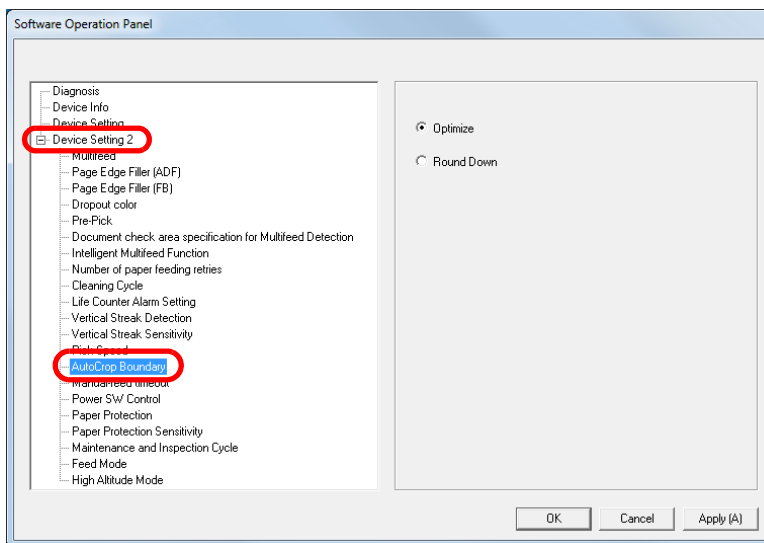 Software Operation Panel
Diagnosis
Device Info
Device Setting
Device Setting 2
Multifeed
Page Edge Filler (ADF)
Page Edge Filler (FB)
Dropout color
Pre-Pick
Document check area specification for Multifeed Detection
Intelligent Multifeed Function
Number of paper feeding retries
Cleaning Cycle
Life Counter Alarm Setting
Vertical Streak Detection
Vertical Streak Sensitivity
Pick Speed
AutoCrop Boundary
Manual-feed timeout
Power SW Control
Paper Protection
Paper Protection Sensitivity
Maintenance and Inspection Cycle
Feed Mode
High Altitude Mode
Optimize
Round Down
OK
Cancel
Apply (A)